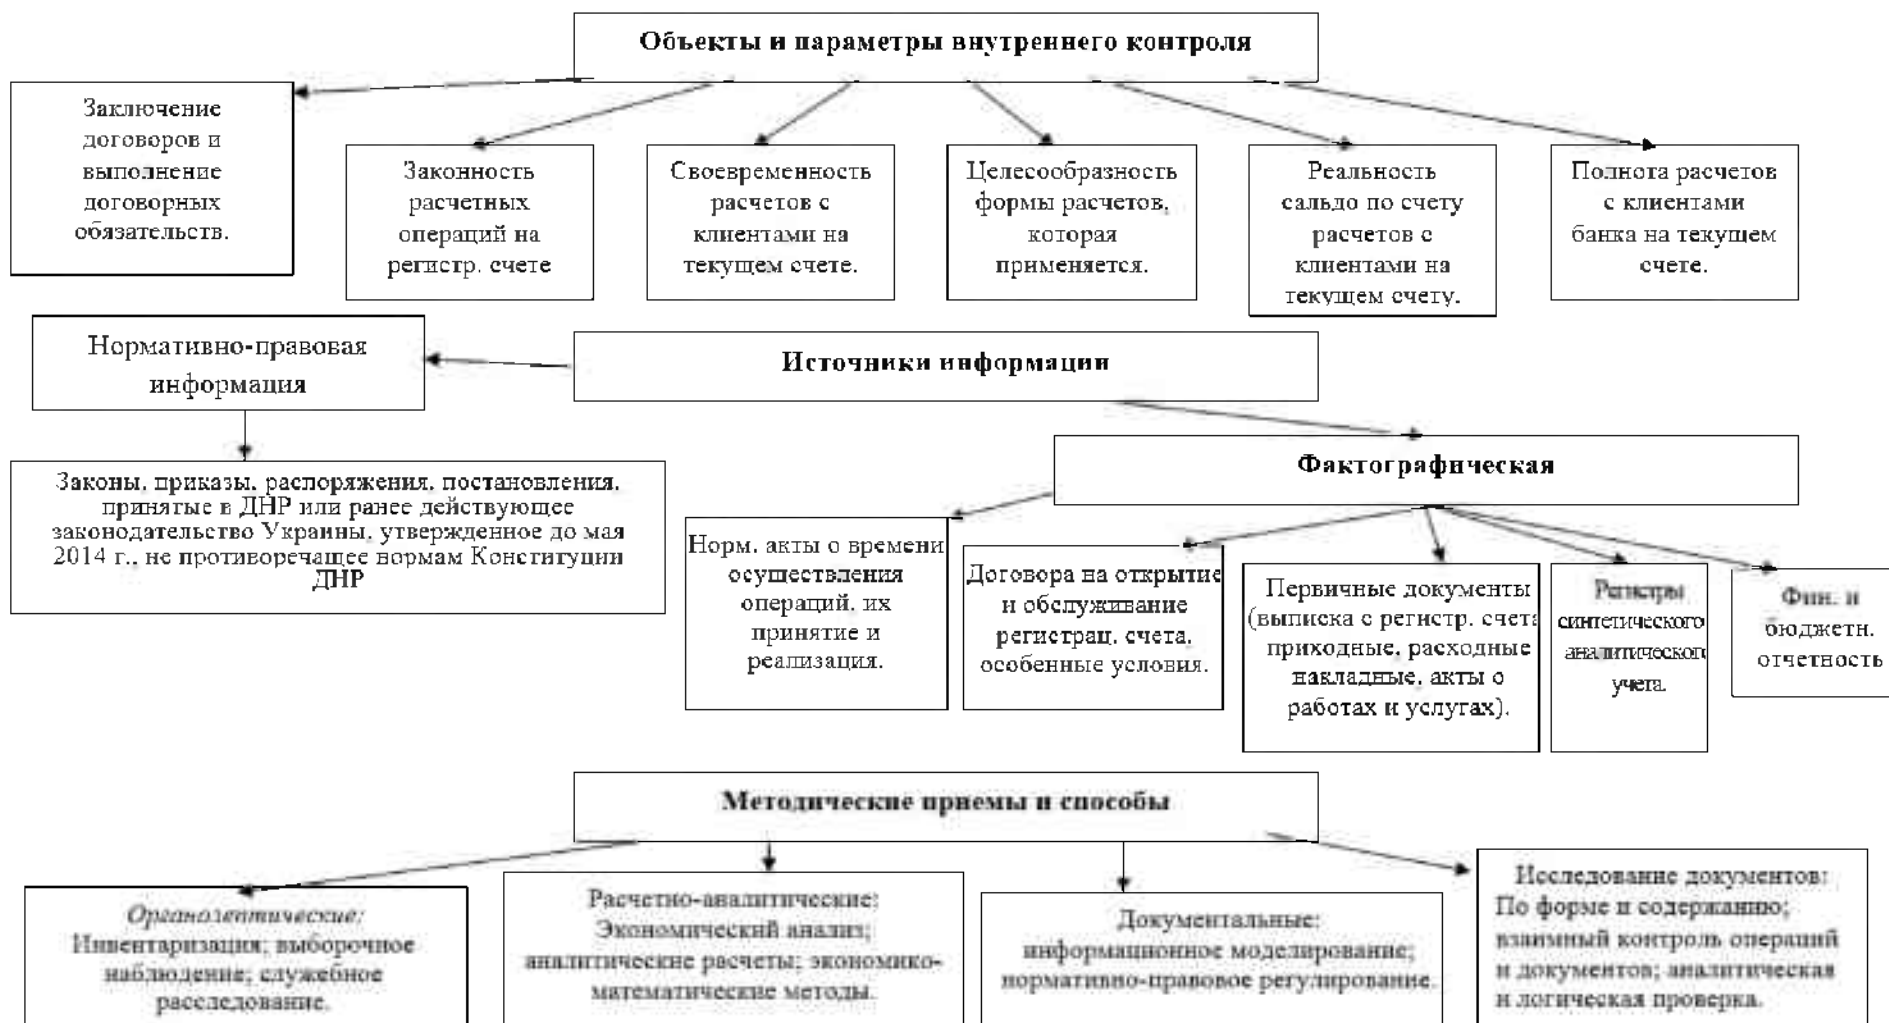 Объекты и параметры внутреннего контроля
Заключение
договоров и
выполнение
договорных
обязательств.
Законность
расчетных
операций на
регистр. счете
Своевременность
расчетов с
клиентами на
текущем счете.
Целесообразность
формы расчетов,
которая
применяется.
Реальность
сальдо по счету
расчетов с
клиентами на
текущем счету.
Полнота расчетов
с клиентами
банка на текущем
счете.
Нормативно-правовая
информация
Источники информации
Законы, приказы, распоряжения, постановления,
принятые в ДНР или ранее действующее
законодательство Украины, утвержденное до мая
2014 г., не противоречащее нормам Конституции
ДНР
Фактографическая
Норм. акты о времени
осуществления
операций, их
принятие и
реализация.
Договора на открытие
и обслуживание
регистрац. счета,
особенные условия.
Первичные документы
(выписка с регистр. счета
приходные, расходные
накладные, акты о
работах и услугах).
Регистры
синтетического
аналитического
учета.
Фин. и
бюджетн.
отчетность
Методические приемы и способы
Органолептические:
Инвентаризация; выборочное
наблюдение; служебное
расследование.
Расчетно-аналитические:
Экономический анализ;
аналитические расчеты; экономико-
математические методы.
Документальные:
информационное моделирование;
нормативно-правовое регулирование.
Исследование документов:
По форме и содержанию;
взаимный контроль операций
и документов; аналитическая
и логическая проверка.